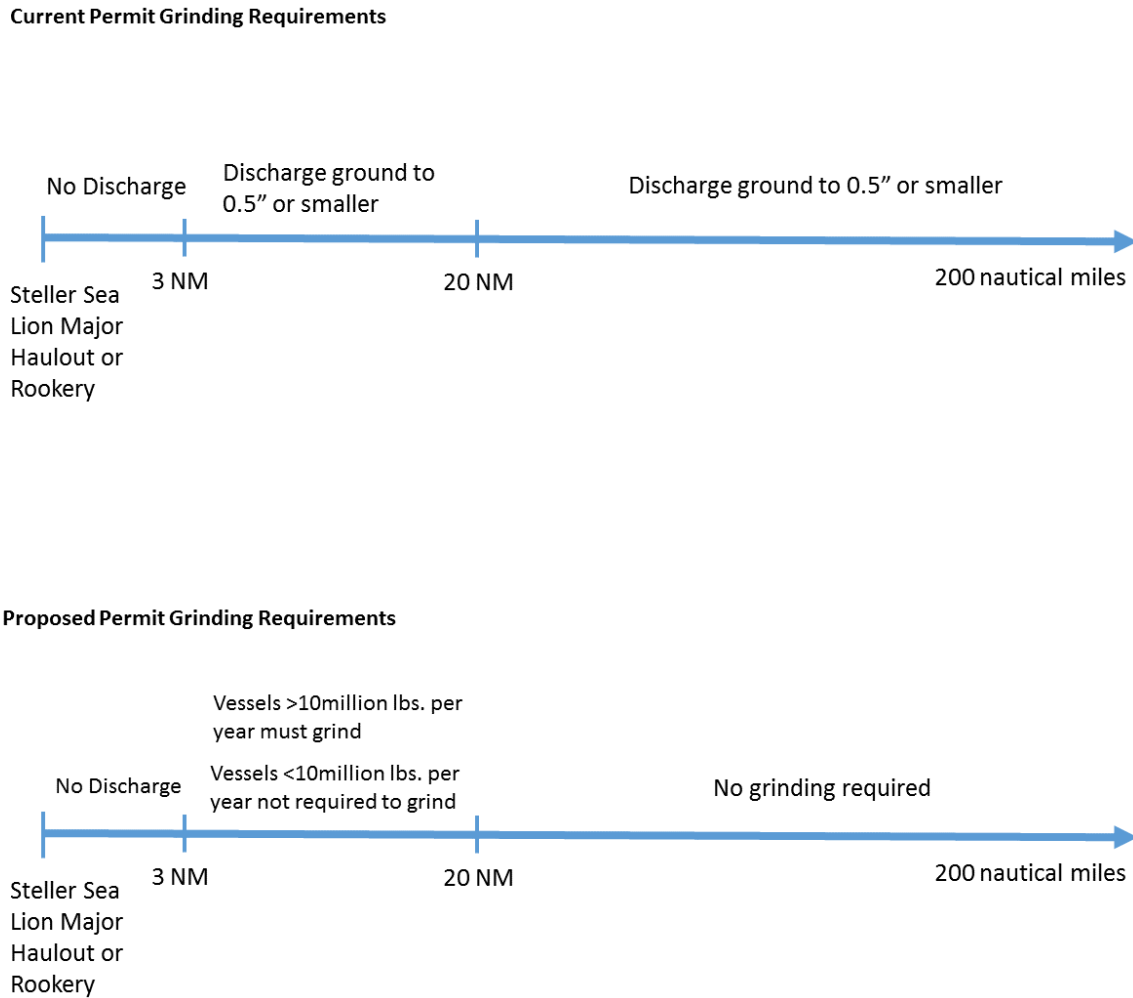 Current Permit Grinding Requirements
No Discharge
Discharge ground to
0.5” or smaller
Discharge ground to 0.5” or smaller
3 NM
20 NM
200 nautical miles
Steller Sea
Lion Major
Haulout or
Rookery
Proposed Permit Grinding Requirements
Vessels >10million lbs. per
year must grind
No Discharge
Vessels <10million lbs. per
year not required to grind
No grinding required
3 NM
20 NM
200 nautical miles
Steller Sea
Lion Major
Haulout or
Rookery